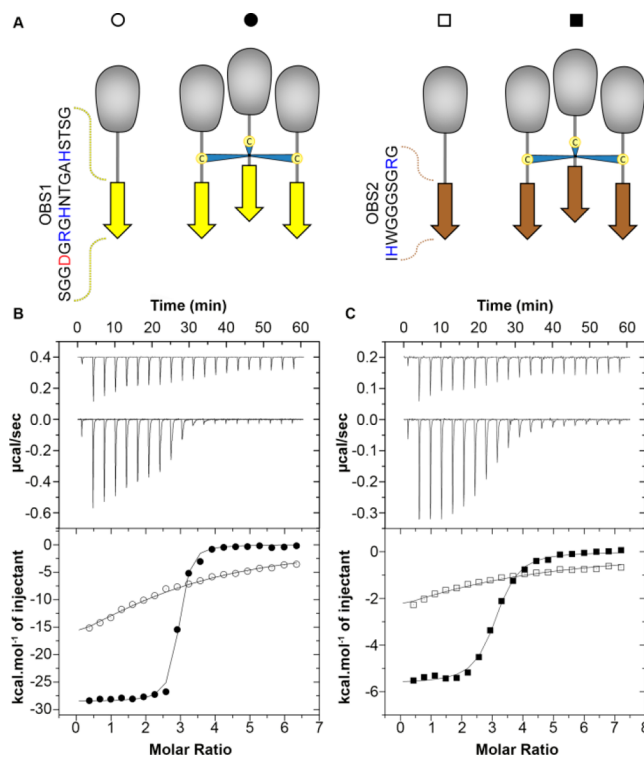 A
OBS1
SGGDGRGHNTGAHSTSG
C C C
OBS2
IHWGGGSGRG
C C C
B
Time (min)
0 10 20 30 40 50 60
0.4
0.2
0.0
-0.2
-0.4
-0.6
µcal/sec
0
-5
-10
-15
-20
-25
-30
kcal.mol-1 of injectant
0 1 2 3 4 5 6 7
Molar Ratio
C
Time (min)
0 10 20 30 40 50 60
0.2
0.1
0.0
-0.1
-0.2
-0.3
µcal/sec
0
-2
-4
-6
kcal.mol-1 of injectant
0 1 2 3 4 5 6 7 8
Molar Ratio